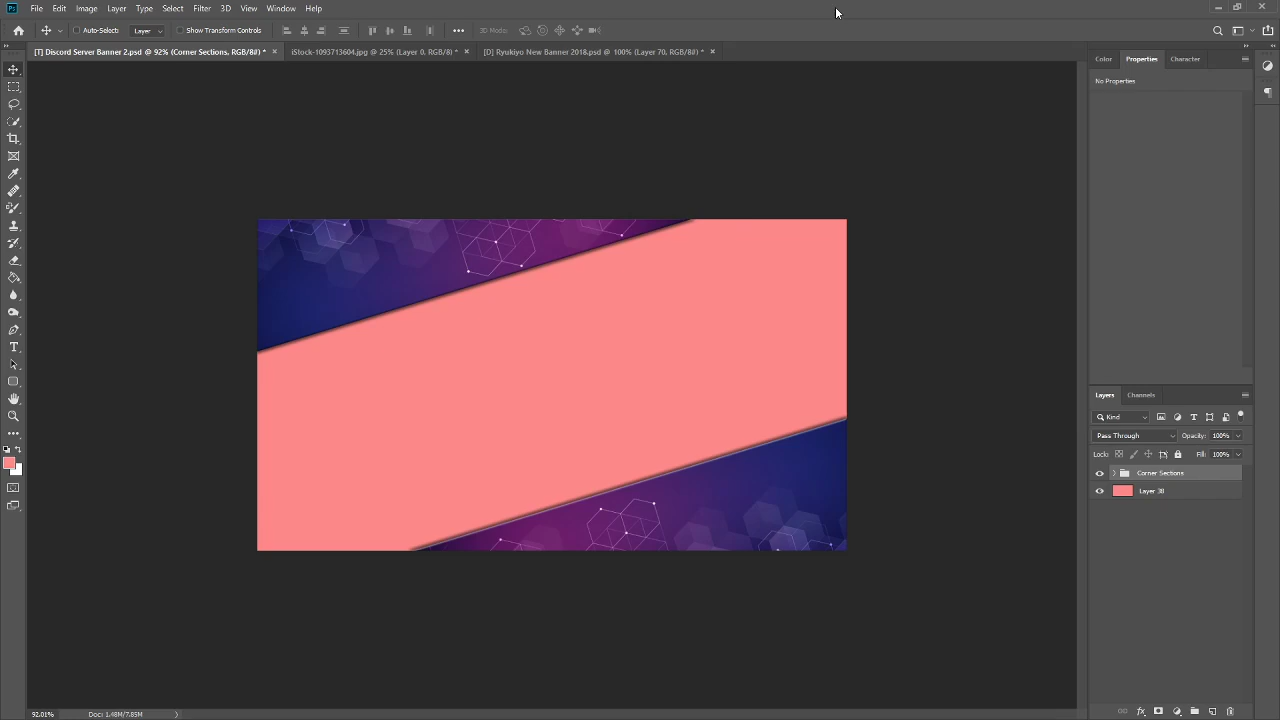 Ps File Edit Image Layer Type Select Filter 3D View Window Help
Auto-Select: Layer Show Transform Controls 3D Mode:
[T] Discord Server Banner 2.psd @ 92% (Corner Sections, RGB/8#) * iStock-1093713604.jpg @ 25% (Layer 0, RGB/8) * [D] Ryukiyo New Banner 2018.psd @ 100% (Layer 70, RGB/8#) *
Color Properties Character
No Properties
Layers Channels
Kind
Pass Through Opacity: 100%
Lock: Fill: 100%
Corner Sections
Layer 38
92.01% Doc: 1.48M/7.85M